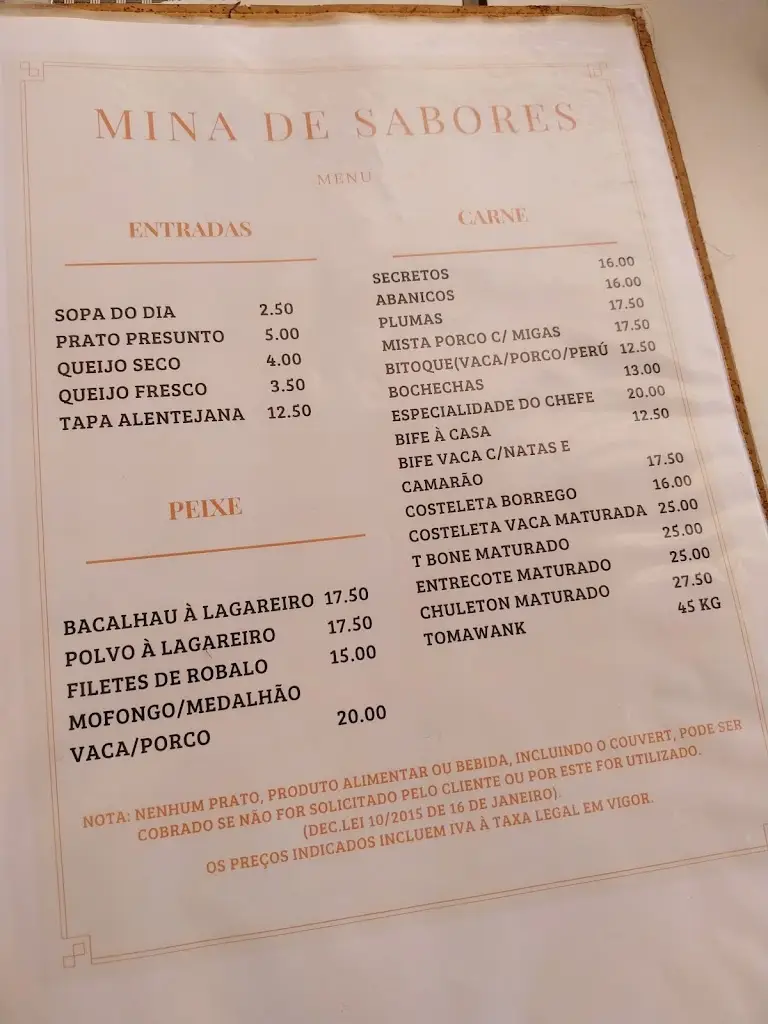 MINA DE SABORES
MENU
ENTRADAS
SOPA DO DIA 2.50
PRATO PRESUNTO 5.00
QUEIJO SECO 4.00
QUEIJO FRESCO 3.50
TAPA ALENTEJANA 12.50
PEIXE
BACALHAU À LAGAREIRO 17.50
POLVO À LAGAREIRO 17.50
FILETES DE ROBALO 15.00
MOFONGO/MEDALHÃO
VACA/PORCO 20.00
CARNE
SECRETOS 16.00
ABANICOS 16.00
PLUMAS 17.50
MISTA PORCO C/ MIGAS 17.50
BITOQUE(VACA/PORCO/PERÚ 12.50
BOCHECHAS 13.00
ESPECIALIDADE DO CHEFE 20.00
BIFE À CASA 12.50
BIFE VACA C/NATAS E
CAMARÃO 17.50
COSTELETA BORREGO 16.00
COSTELETA VACA MATURADA 25.00
T BONE MATURADO 25.00
ENTRECOTE MATURADO 25.00
CHULETON MATURADO 27.50
TOMAWANK 45 KG
NOTA: NENHUM PRATO, PRODUTO ALIMENTAR OU BEBIDA, INCLUINDO O COUVERT, PODE SER
COBRADO SE NÃO FOR SOLICITADO PELO CLIENTE OU POR ESTE FOR UTILIZADO.
(DEC.LEI 10/2015 DE 16 DE JANEIRO).
OS PREÇOS INDICADOS INCLUEM IVA À TAXA LEGAL EM VIGOR.